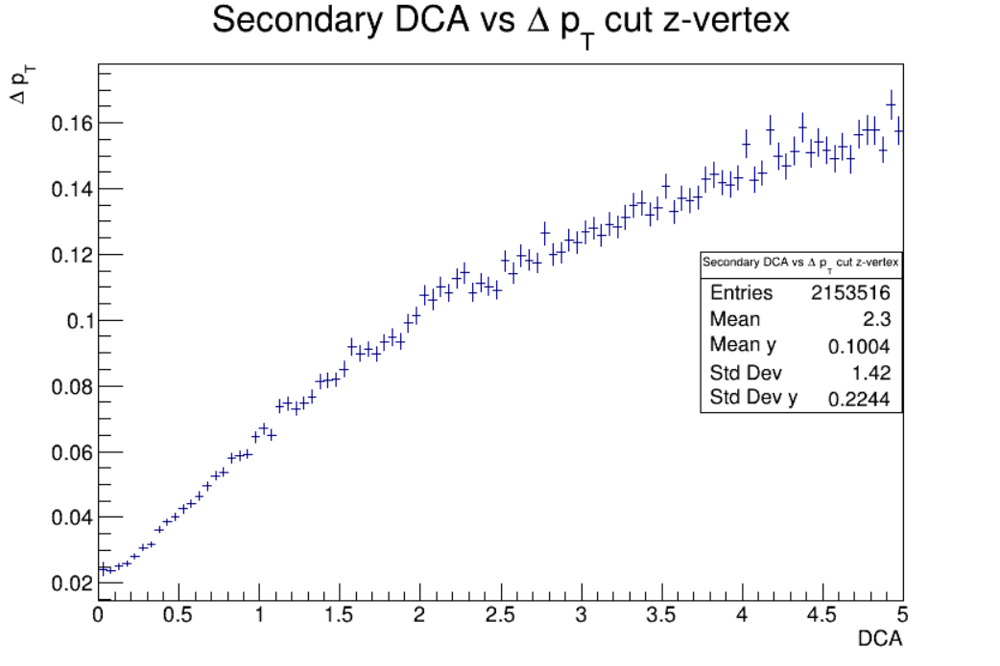 Secondary DCA vs Δ p_T cut z-vertex
Δ p_T
0.16
0.14
0.12
0.1
0.08
0.06
0.04
0.02
Secondary DCA vs Δ p_T cut z-vertex
Entries 2153516
Mean 2.3
Mean y 0.1004
Std Dev 1.42
Std Dev y 0.2244
0 0.5 1 1.5 2 2.5 3 3.5 4 4.5 5
DCA